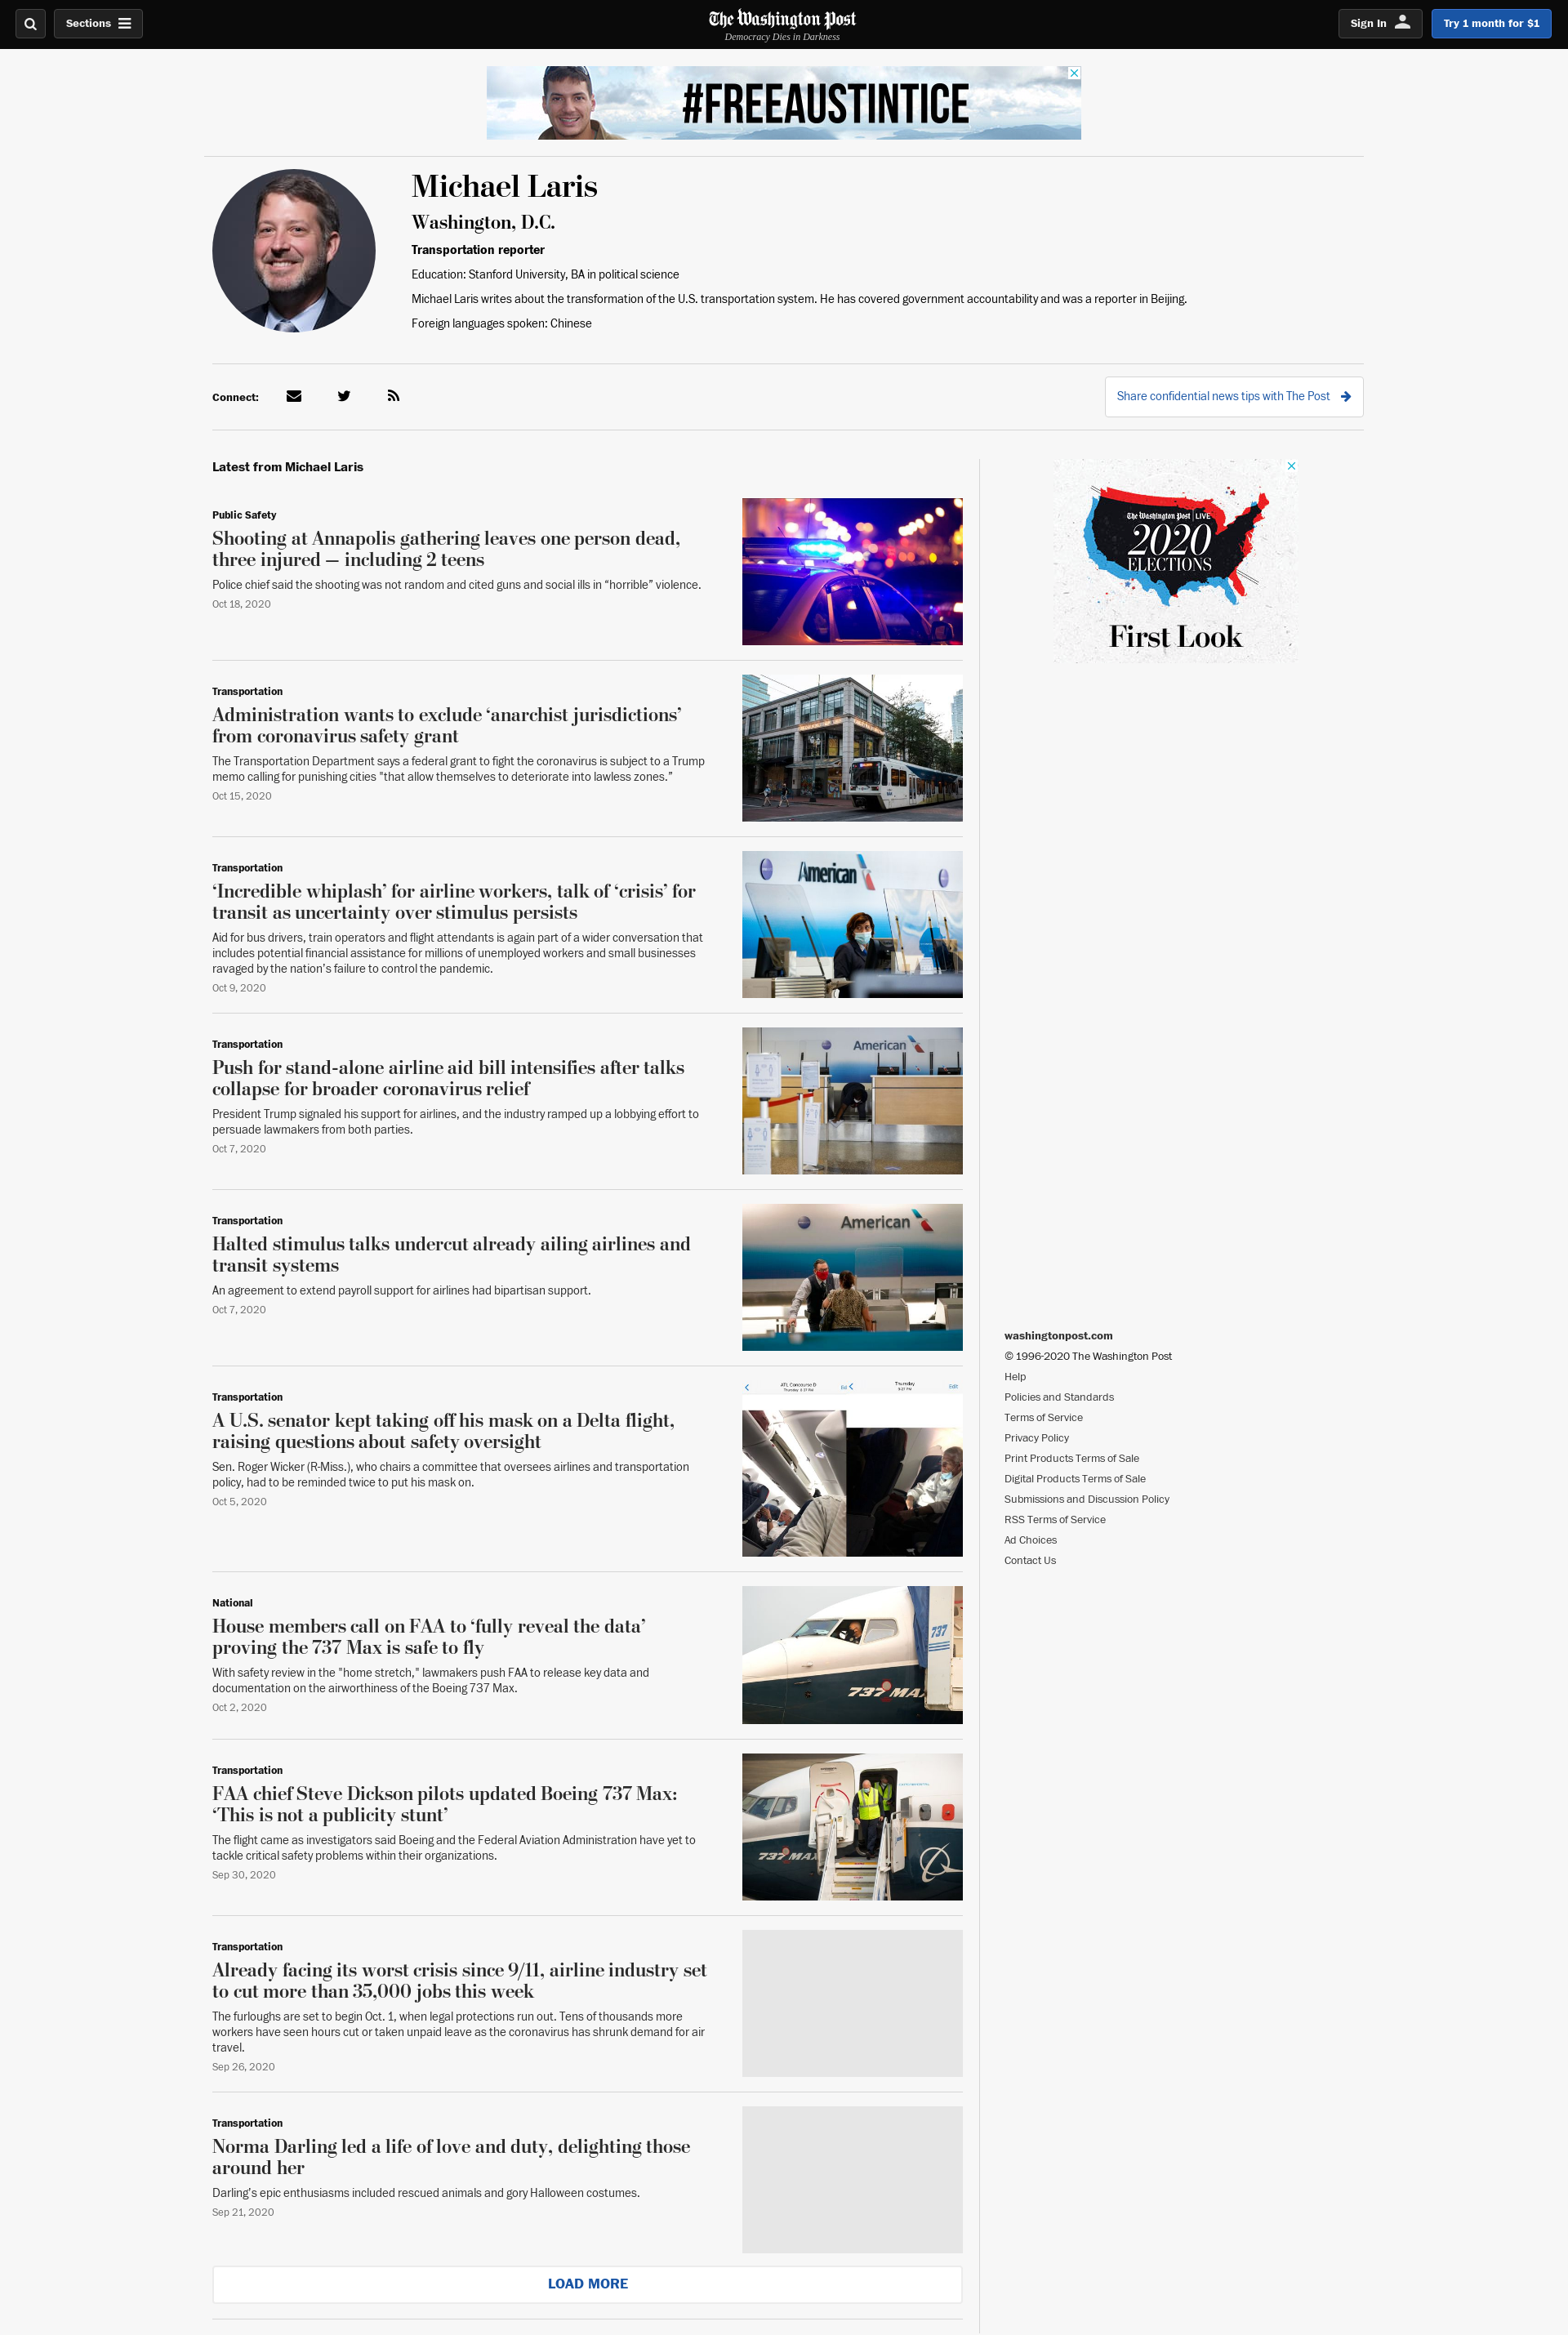 Sections
The Washington Post
Democracy Dies in Darkness
Sign In
Try 1 month for $1
#FREEAUSTINTICE
Michael Laris
Washington, D.C.
Transportation reporter
Education: Stanford University, BA in political science
Michael Laris writes about the transformation of the U.S. transportation system. He has covered government accountability and was a reporter in Beijing.
Foreign languages spoken: Chinese
Connect:
Share confidential news tips with The Post
Latest from Michael Laris
Public Safety
Shooting at Annapolis gathering leaves one person dead,
three injured — including 2 teens
Police chief said the shooting was not random and cited guns and social ills in “horrible” violence.
Oct 18, 2020
Transportation
Administration wants to exclude ‘anarchist jurisdictions’
from coronavirus safety grant
The Transportation Department says a federal grant to fight the coronavirus is subject to a Trump
memo calling for punishing cities "that allow themselves to deteriorate into lawless zones.”
Oct 15, 2020
Transportation
‘Incredible whiplash’ for airline workers, talk of ‘crisis’ for
transit as uncertainty over stimulus persists
Aid for bus drivers, train operators and flight attendants is again part of a wider conversation that
includes potential financial assistance for millions of unemployed workers and small businesses
ravaged by the nation’s failure to control the pandemic.
Oct 9, 2020
American
Transportation
Push for stand-alone airline aid bill intensifies after talks
collapse for broader coronavirus relief
President Trump signaled his support for airlines, and the industry ramped up a lobbying effort to
persuade lawmakers from both parties.
Oct 7, 2020
American
Transportation
Halted stimulus talks undercut already ailing airlines and
transit systems
An agreement to extend payroll support for airlines had bipartisan support.
Oct 7, 2020
American
Transportation
A U.S. senator kept taking off his mask on a Delta flight,
raising questions about safety oversight
Sen. Roger Wicker (R-Miss.), who chairs a committee that oversees airlines and transportation
policy, had to be reminded twice to put his mask on.
Oct 5, 2020
ATL Concourse D
Thursday
Edit
National
House members call on FAA to ‘fully reveal the data’
proving the 737 Max is safe to fly
With safety review in the "home stretch," lawmakers push FAA to release key data and
documentation on the airworthiness of the Boeing 737 Max.
Oct 2, 2020
737
737 MAX
Transportation
FAA chief Steve Dickson pilots updated Boeing 737 Max:
‘This is not a publicity stunt’
The flight came as investigators said Boeing and the Federal Aviation Administration have yet to
tackle critical safety problems within their organizations.
Sep 30, 2020
737 MAX
Transportation
Already facing its worst crisis since 9/11, airline industry set
to cut more than 35,000 jobs this week
The furloughs are set to begin Oct. 1, when legal protections run out. Tens of thousands more
workers have seen hours cut or taken unpaid leave as the coronavirus has shrunk demand for air
travel.
Sep 26, 2020
Transportation
Norma Darling led a life of love and duty, delighting those
around her
Darling’s epic enthusiasms included rescued animals and gory Halloween costumes.
Sep 21, 2020
LOAD MORE
The Washington Post LIVE
2020
ELECTIONS
First Look
washingtonpost.com
© 1996-2020 The Washington Post
Help
Policies and Standards
Terms of Service
Privacy Policy
Print Products Terms of Sale
Digital Products Terms of Sale
Submissions and Discussion Policy
RSS Terms of Service
Ad Choices
Contact Us